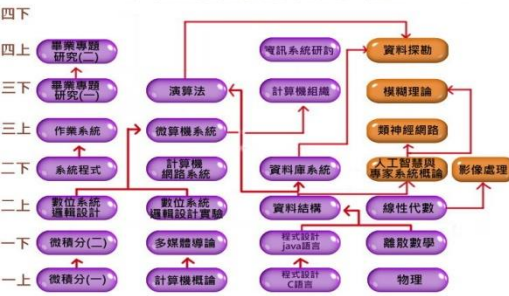 四下
四上
畢業專題
研究(二)
資訊系統研討
資料探勘
三下
畢業專題
研究(一)
演算法
計算機組織
模糊理論
三上
作業系統
微算機系統
類神經網路
二下
系統程式
計算機
網路系統
資料庫系統
人工智慧與
專家系統概論
影像處理
二上
數位系統
邏輯設計
數位系統
邏輯設計實驗
資料結構
線性代數
一下
微積分(二)
多媒體導論
程式設計
java語言
離散數學
一上
微積分(一)
計算機概論
程式設計
C語言
物理